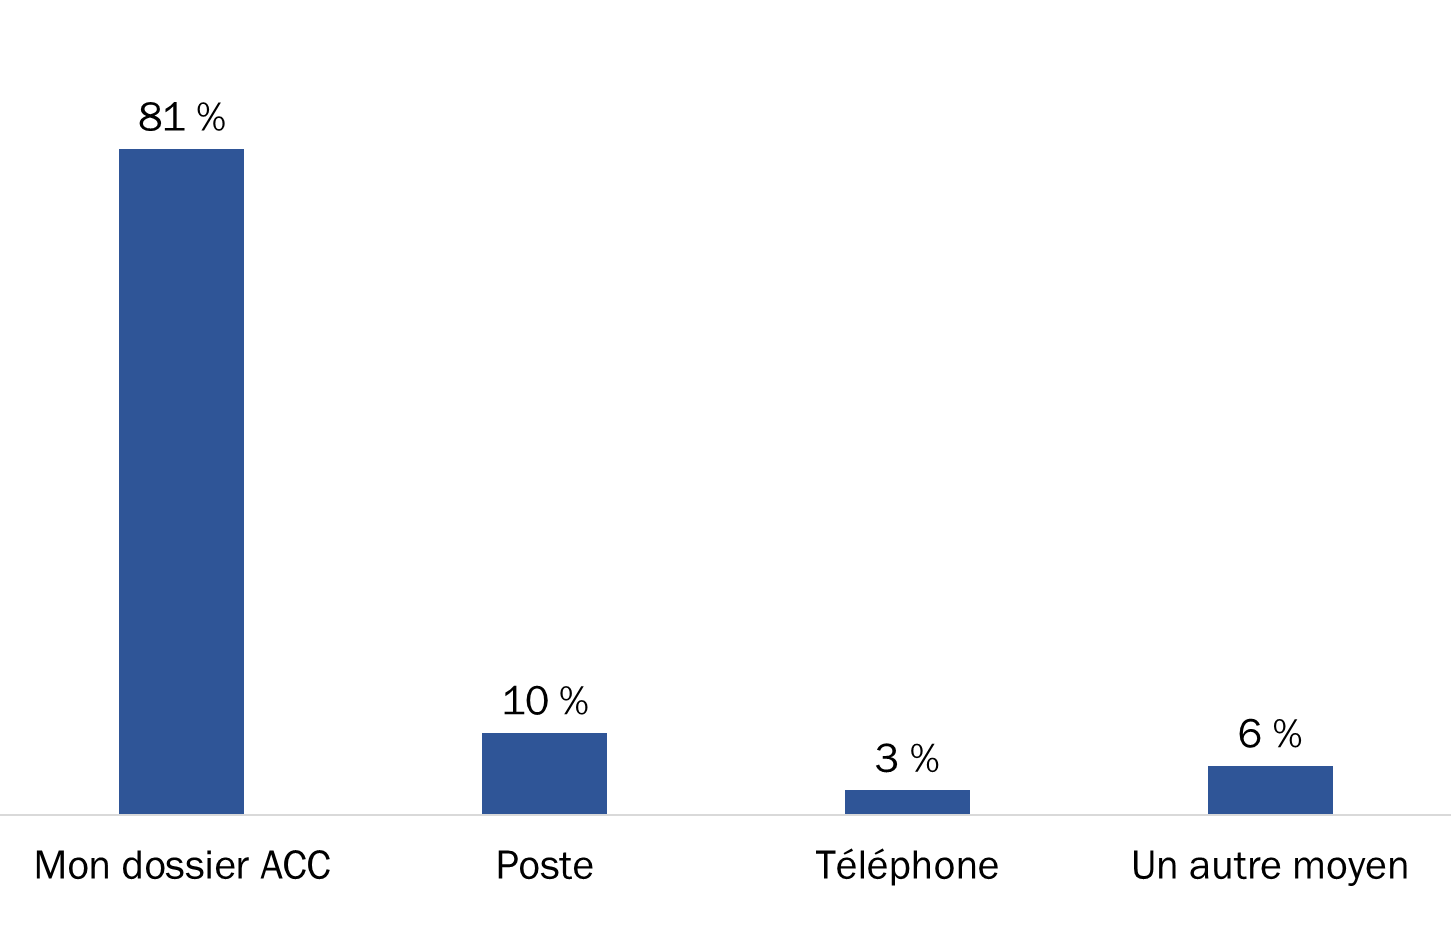 81 %
10 %
3 %
6 %
Mon dossier ACC
Poste
Téléphone
Un autre moyen